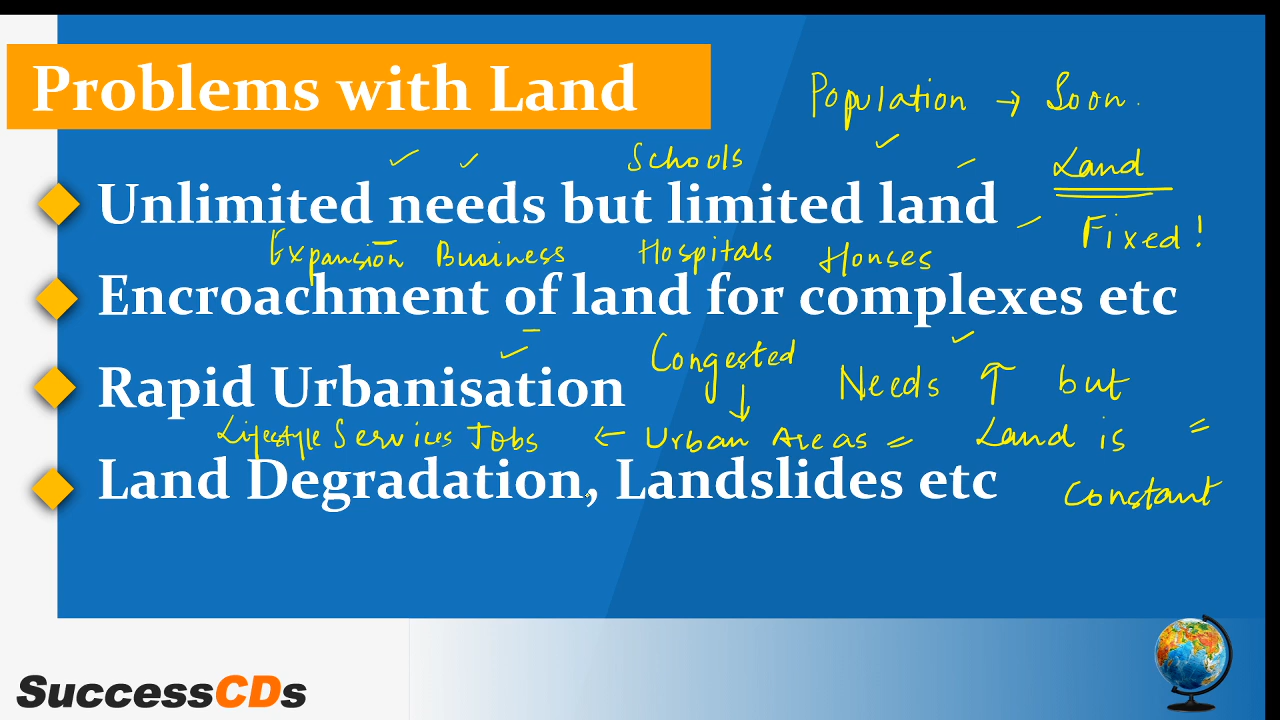 Problems with Land
Population → Soon.
Schools
Land
Unlimited needs but limited land
Fixed!
Expansion Business Hospitals Houses
Encroachment of land for complexes etc
Congested
Needs ↑ but
Rapid Urbanisation
Lifestyle Services Jobs ← Urban Areas = Land is =
Land Degradation, Landslides etc
Constant
SuccessCDs